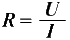 R = U/I